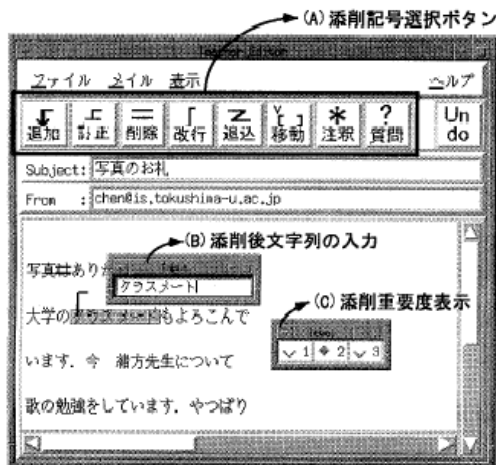 (A) 添削記号選択ボタン
ファイル メイル 表示 ヘルプ
追加 訂正 削除 改行 追込 移動 注釈 質問 Undo
Subject: 写真のお礼
From : chen@is.tokushima-u.ac.jp
(B) 添削後文字列の入力
写真はあり
クラスメート
(C) 添削重要度表示
大学の もよろこんで
1 2 3
います. 今 緒方先生について
歌の勉強をしています. やつぱり